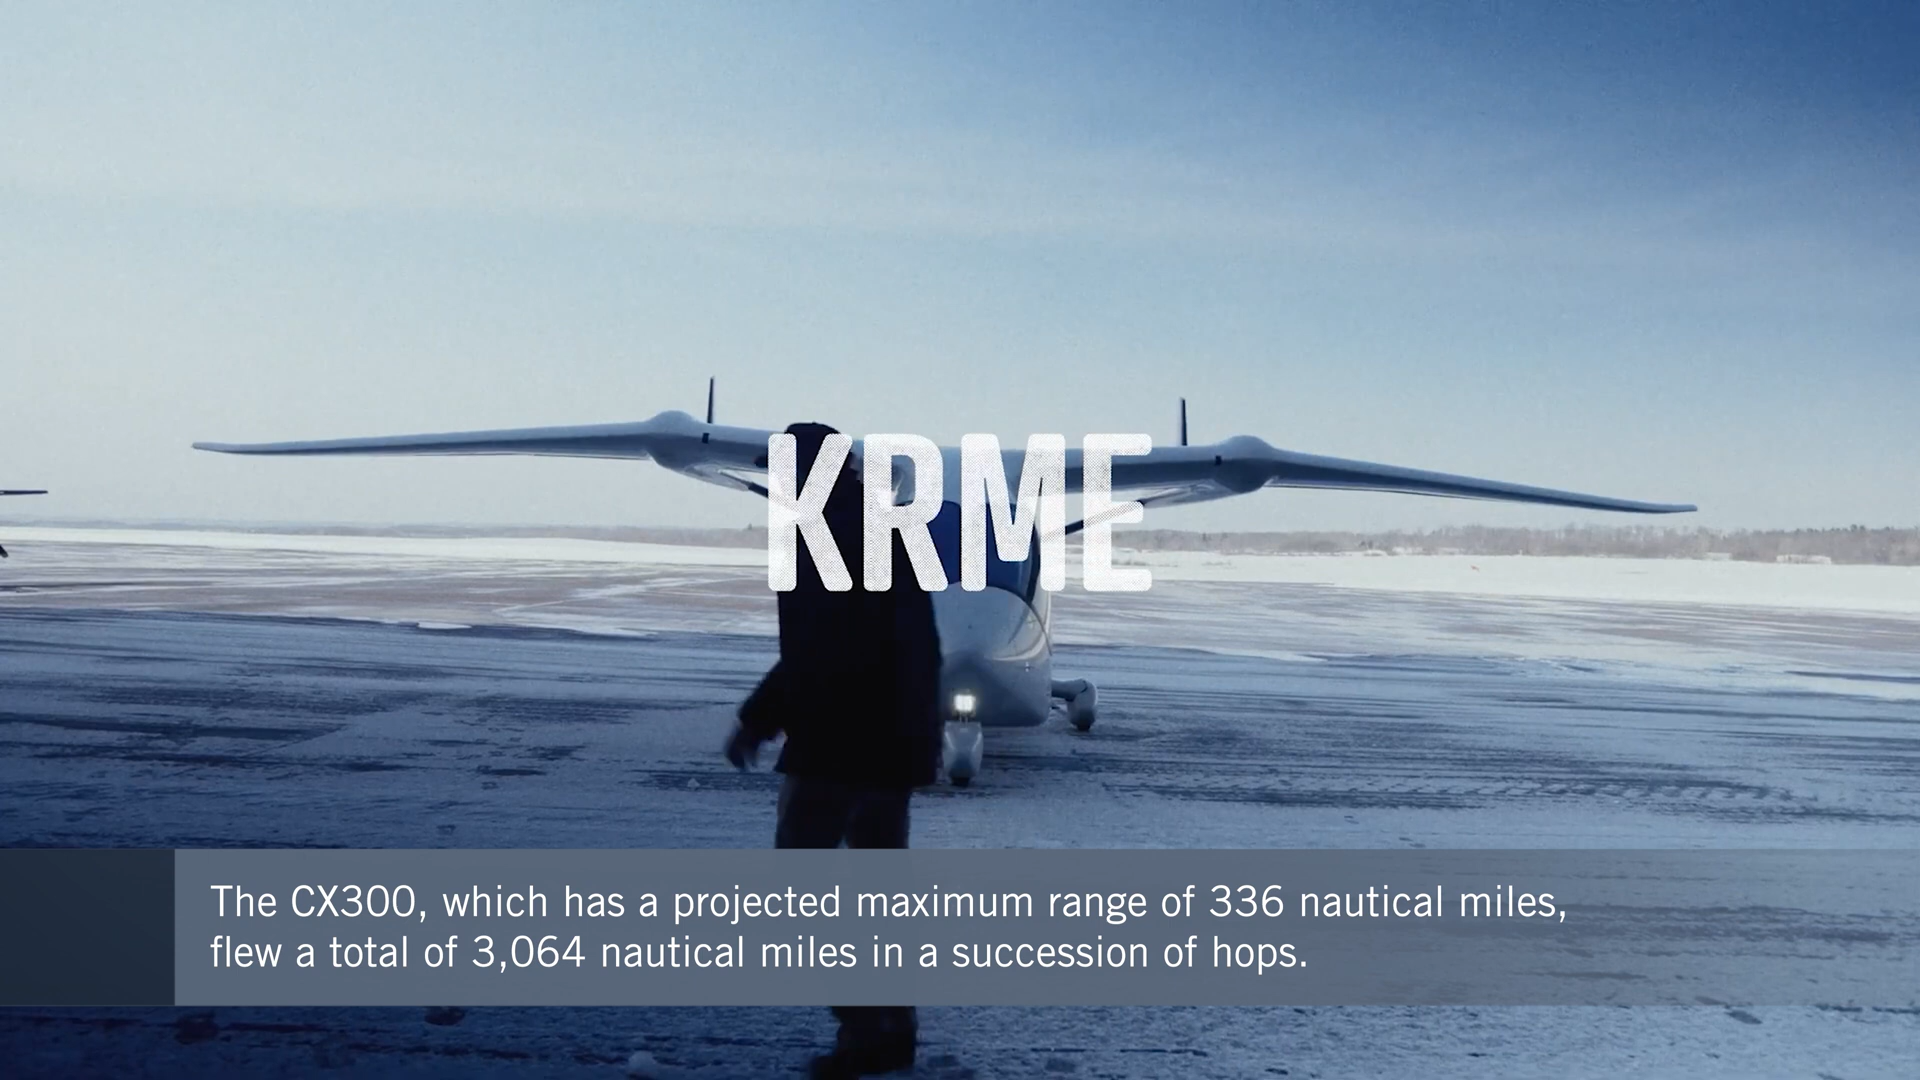 KRME
The CX300, which has a projected maximum range of 336 nautical miles,
flew a total of 3,064 nautical miles in a succession of hops.